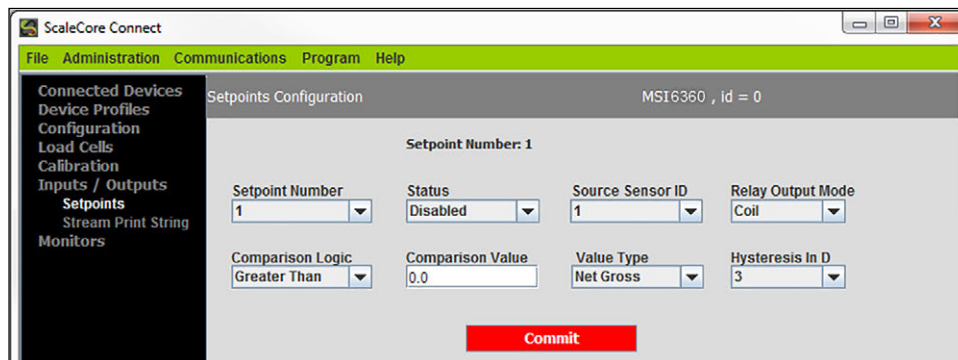 ScaleCore Connect
File Administration Communications Program Help
Connected Devices
Device Profiles
Configuration
Load Cells
Calibration
Inputs / Outputs
Setpoints
Stream Print String
Monitors
Setpoints Configuration MSI6360 , id = 0
Setpoint Number: 1
Setpoint Number Status Source Sensor ID Relay Output Mode
1 Disabled 1 Coil
Comparison Logic Comparison Value Value Type Hysteresis In D
Greater Than 0.0 Net Gross 3
Commit